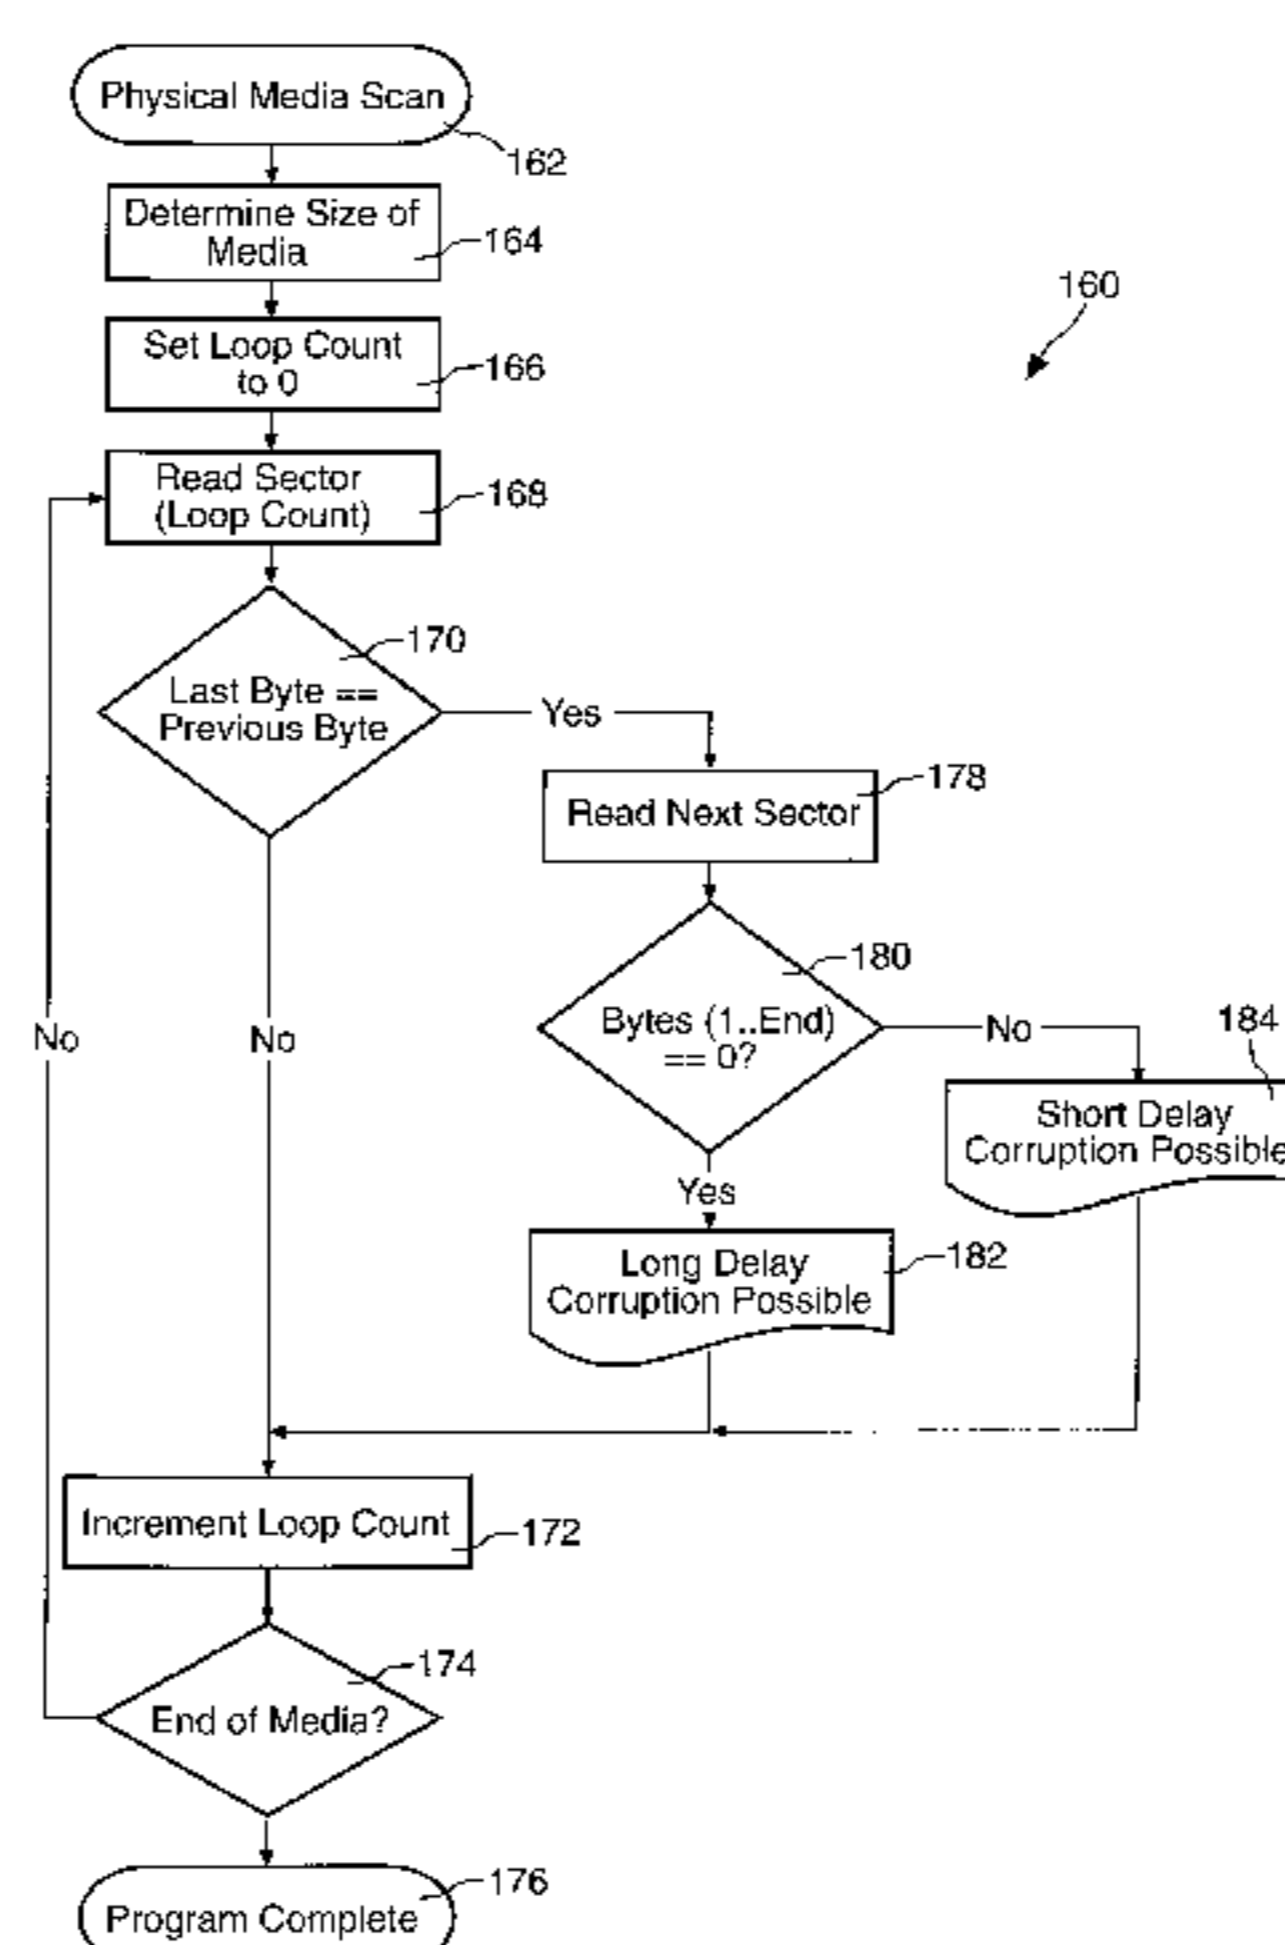 Physical Media Scan
162
Determine Size of
Media
164
160
Set Loop Count
to 0
166
Read Sector
(Loop Count)
168
170
Last Byte ==
Previous Byte
Yes
178
Read Next Sector
180
Bytes (1..End)
== 0?
No
184
Short Delay
Corruption Possible
No
No
Yes
Long Delay
Corruption Possible
182
Increment Loop Count
172
174
End of Media?
176
Program Complete